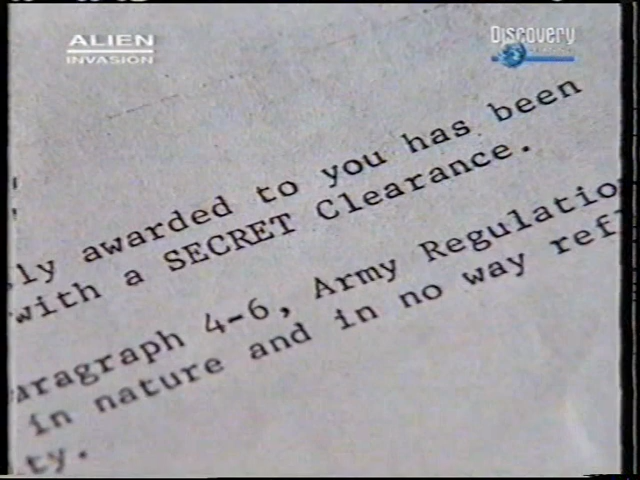 ALIEN
INVASION
Discovery
ly awarded to you has been
with a SECRET Clearance.
aragraph 4-6, Army Regulatio
in nature and in no way refl
ty.